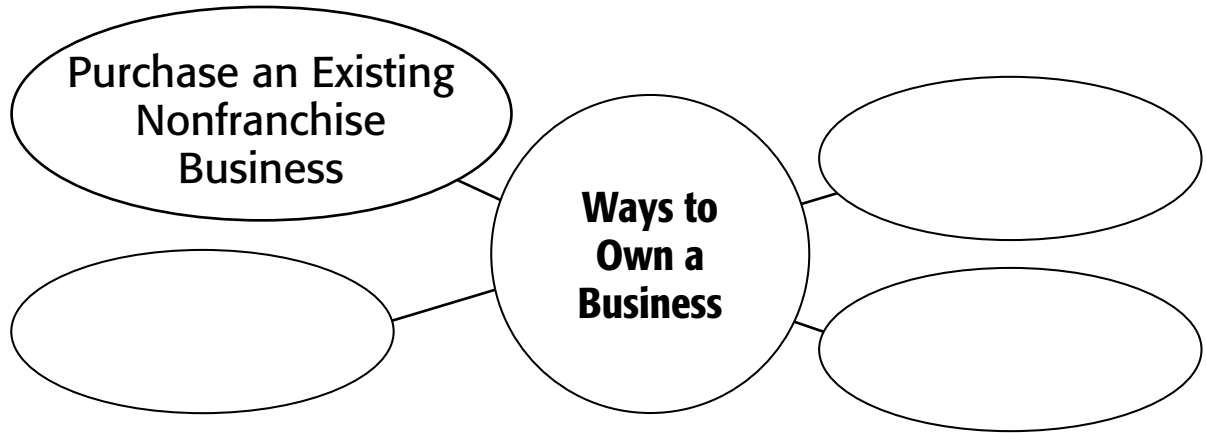 Purchase an Existing
Nonfranchise
Business
Ways to
Own a
Business